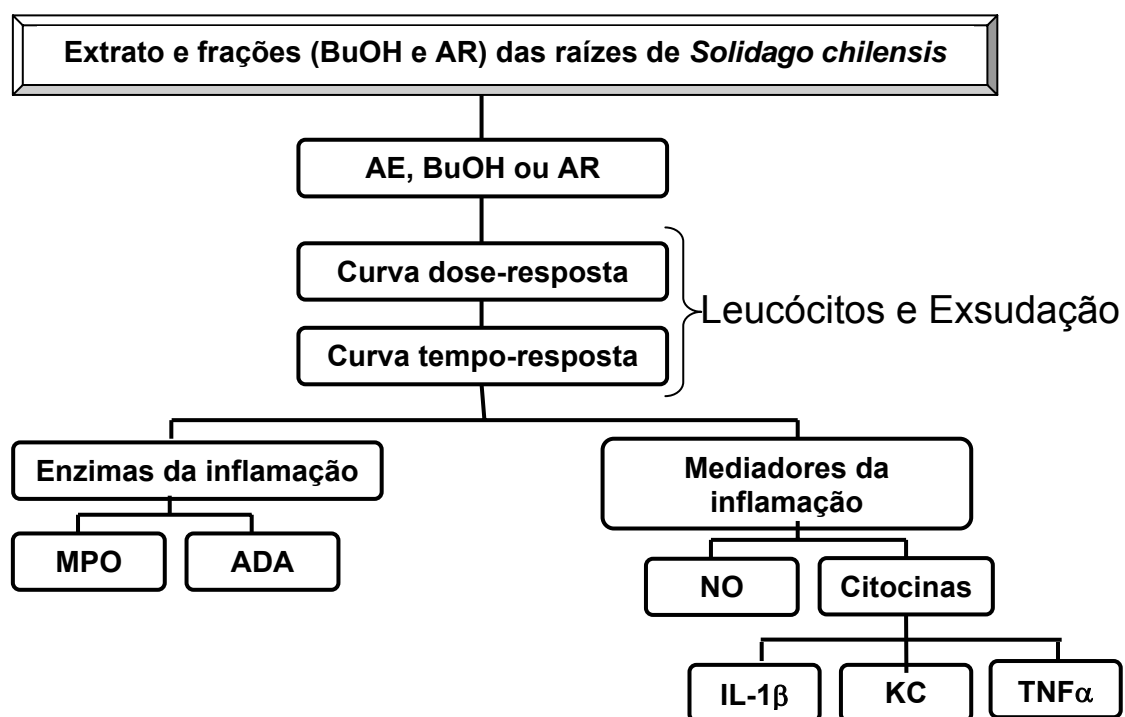 Extrato e frações (BuOH e AR) das raízes de Solidago chilensis
AE, BuOH ou AR
Curva dose-resposta
Leucócitos e Exsudação
Curva tempo-resposta
Enzimas da inflamação
Mediadores da
inflamação
MPO
ADA
NO
Citocinas
IL-1β
KC
TNFα